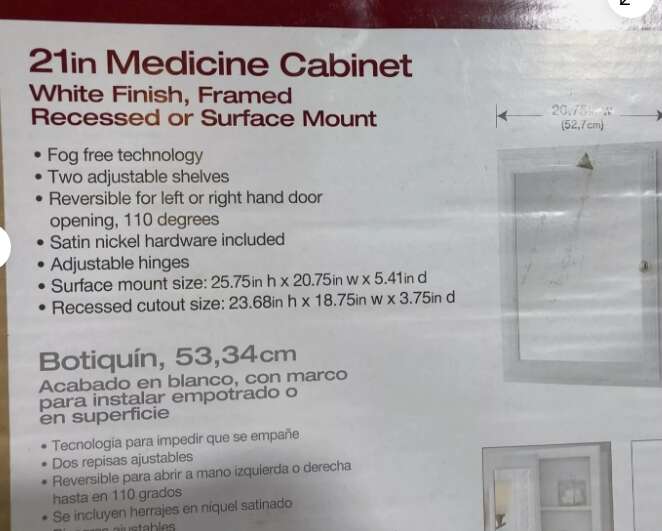 21in Medicine Cabinet
White Finish, Framed
Recessed or Surface Mount
• Fog free technology
• Two adjustable shelves
• Reversible for left or right hand door
opening, 110 degrees
• Satin nickel hardware included
• Adjustable hinges
• Surface mount size: 25.75in h x 20.75in w x 5.41in d
• Recessed cutout size: 23.68in h x 18.75in w x 3.75in d
20.75in w
(52,7cm)
Botiquín, 53,34cm
Acabado en blanco, con marco
para instalar empotrado o
en superficie
• Tecnología para impedir que se empañe
• Dos repisas ajustables
• Reversible para abrir a mano izquierda o derecha
hasta en 110 grados
• Se incluyen herrajes en níquel satinado
ajustables